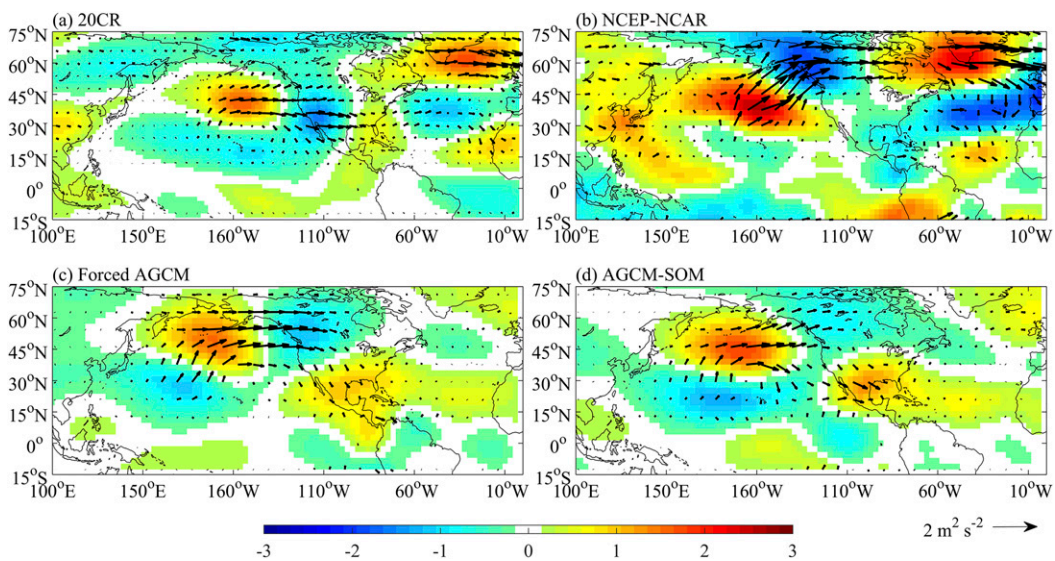 (a) 20CR
75°N
60°N
45°N
30°N
15°N
0°
15°S
100°E 150°E 160°W 110°W 60°W 10°W
(b) NCEP-NCAR
75°N
60°N
45°N
30°N
15°N
0°
15°S
100°E 150°E 160°W 110°W 60°W 10°W
(c) Forced AGCM
75°N
60°N
45°N
30°N
15°N
0°
15°S
100°E 150°E 160°W 110°W 60°W 10°W
(d) AGCM-SOM
75°N
60°N
45°N
30°N
15°N
0°
15°S
100°E 150°E 160°W 110°W 60°W 10°W
-3 -2 -1 0 1 2 3
2 m² s⁻²